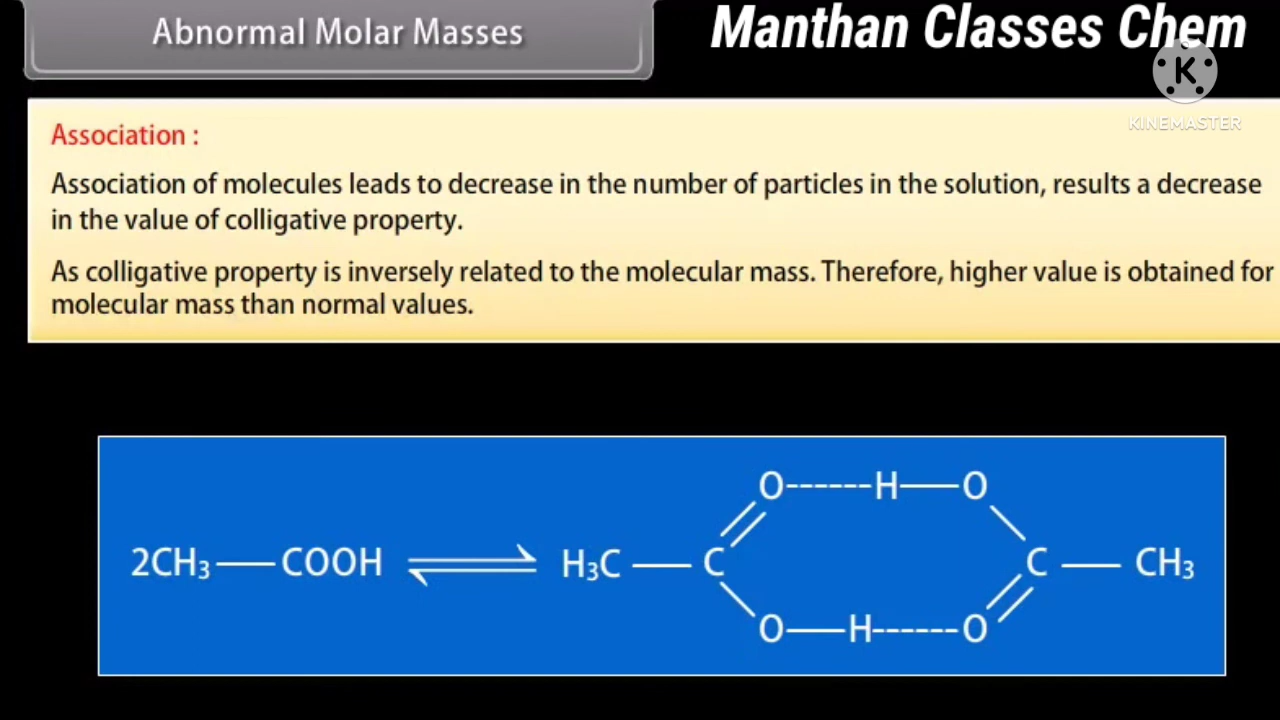 Abnormal Molar Masses
Manthan Classes Chem
K
KINEMASTER
Association :
Association of molecules leads to decrease in the number of particles in the solution, results a decrease
in the value of colligative property.
As colligative property is inversely related to the molecular mass. Therefore, higher value is obtained for
molecular mass than normal values.
O------H—O
2CH₃—COOH ⇌ H₃C—C C—CH₃
O—H------O